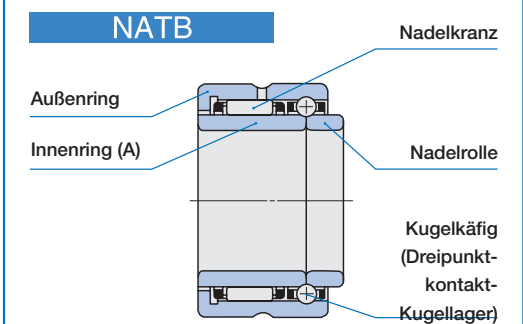 NATB
Nadelkranz
Außenring
Innenring (A)
Nadelrolle
Kugelkäfig
(Dreipunkt-
kontakt-
Kugellager)